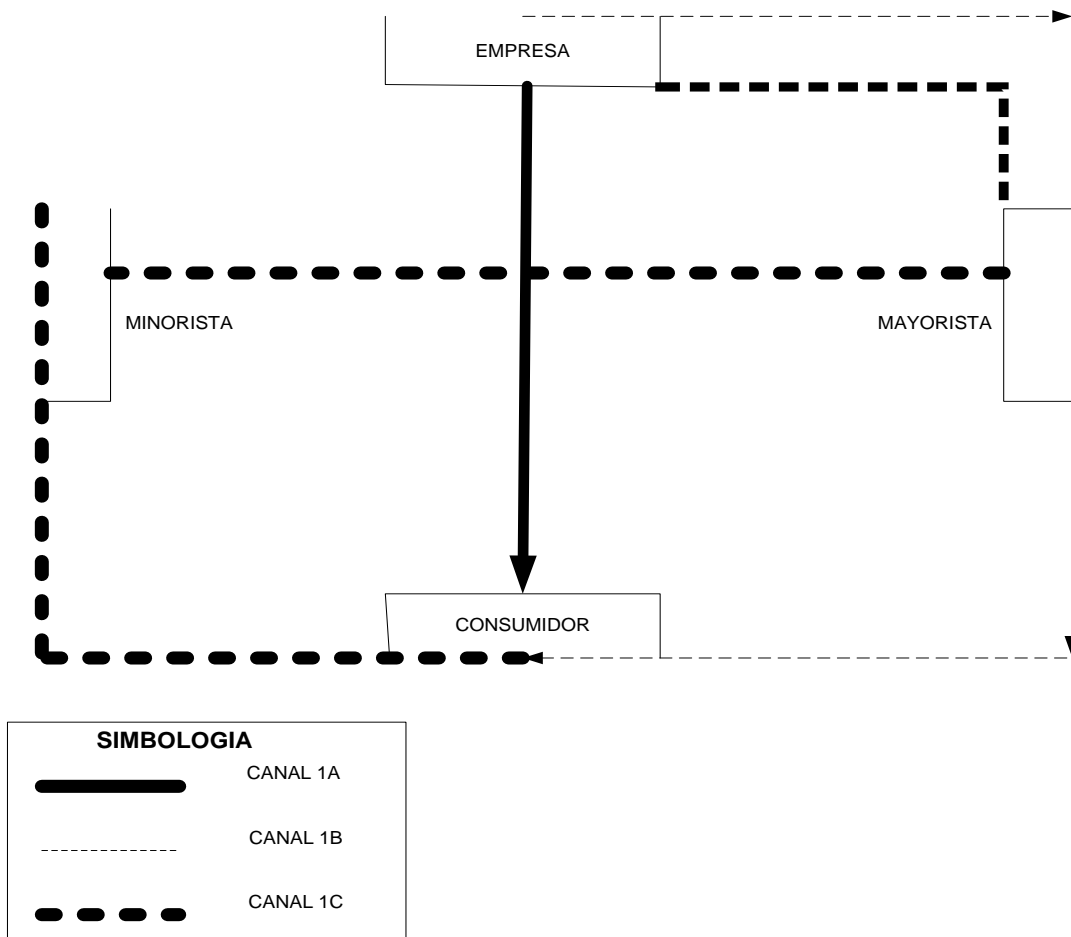 EMPRESA
MINORISTA
MAYORISTA
CONSUMIDOR
SIMBOLOGIA
CANAL 1A
CANAL 1B
CANAL 1C